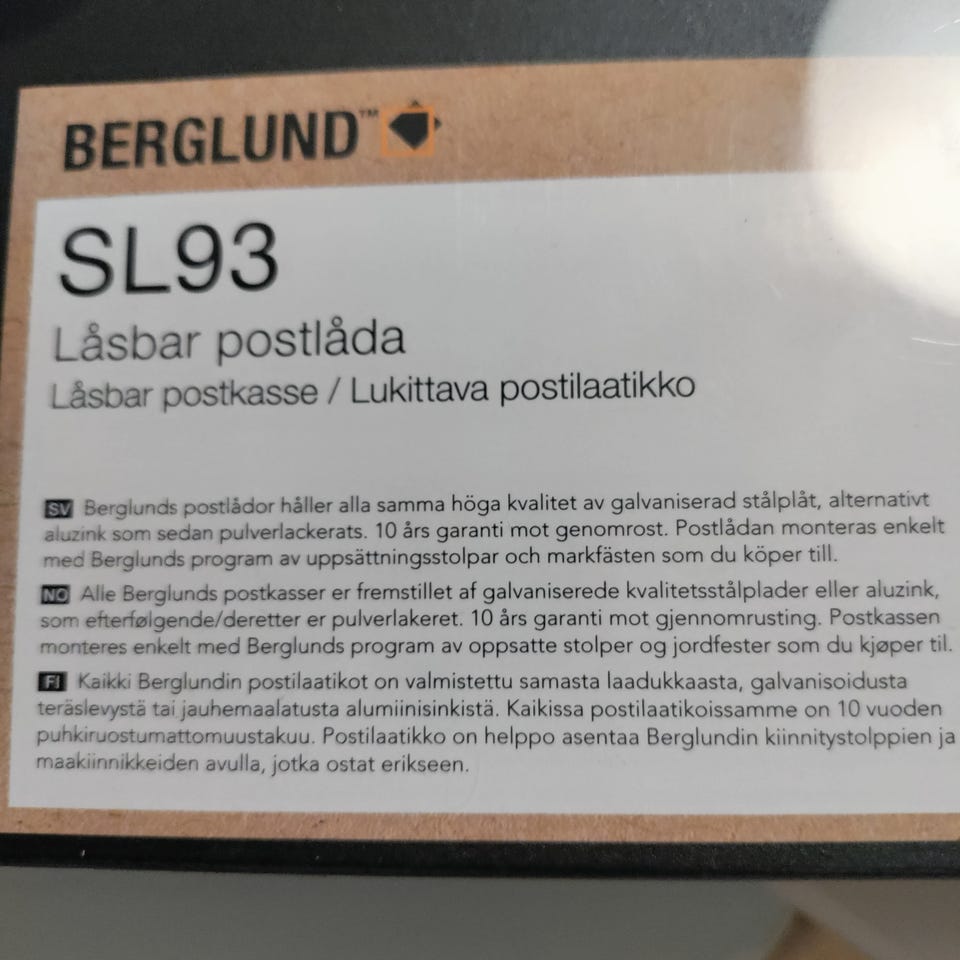 BERGLUND™
SL93
Låsbar postlåda
Låsbar postkasse / Lukittava postilaatikko
SV Berglunds postlådor håller alla samma höga kvalitet av galvaniserad stålplåt, alternativt
aluzink som sedan pulverlackerats. 10 års garanti mot genomrost. Postlådan monteras enkelt
med Berglunds program av uppsättningsstolpar och markfästen som du köper till.
NO Alle Berglunds postkasser er fremstillet af galvaniserede kvalitetsstålplader eller aluzink,
som efterfølgende/deretter er pulverlakeret. 10 års garanti mot gjennomrusting. Postkassen
monteres enkelt med Berglunds program av oppsatte stolper og jordfester som du kjøper til.
FI Kaikki Berglundin postilaatikot on valmistettu samasta laadukkaasta, galvanisoidusta
teräslevystä tai jauhemaalatusta alumiinisinkistä. Kaikissa postilaatikoissamme on 10 vuoden
puhkiruostumattomuustakuu. Postilaatikko on helppo asentaa Berglundin kiinnitystolppien ja
maakiinnikkeiden avulla, jotka ostat erikseen.